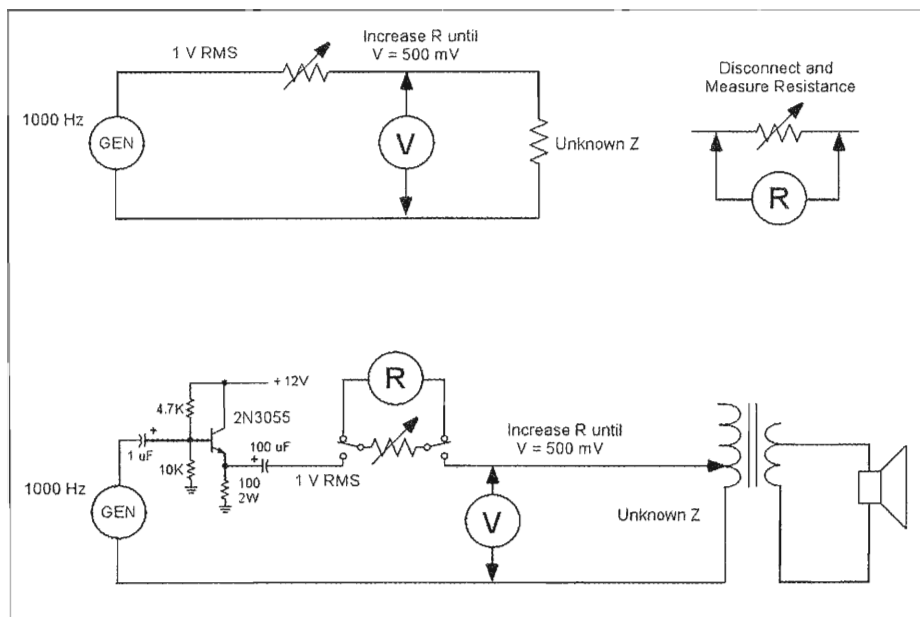 1 V RMS
Increase R until
V = 500 mV
1000 Hz
GEN
V
Unknown Z
Disconnect and
Measure Resistance
R
R
+ 12V
4.7K
2N3055
+
1 uF
10K
100 uF
+
100
2W
1 V RMS
Increase R until
V = 500 mV
1000 Hz
GEN
V
Unknown Z